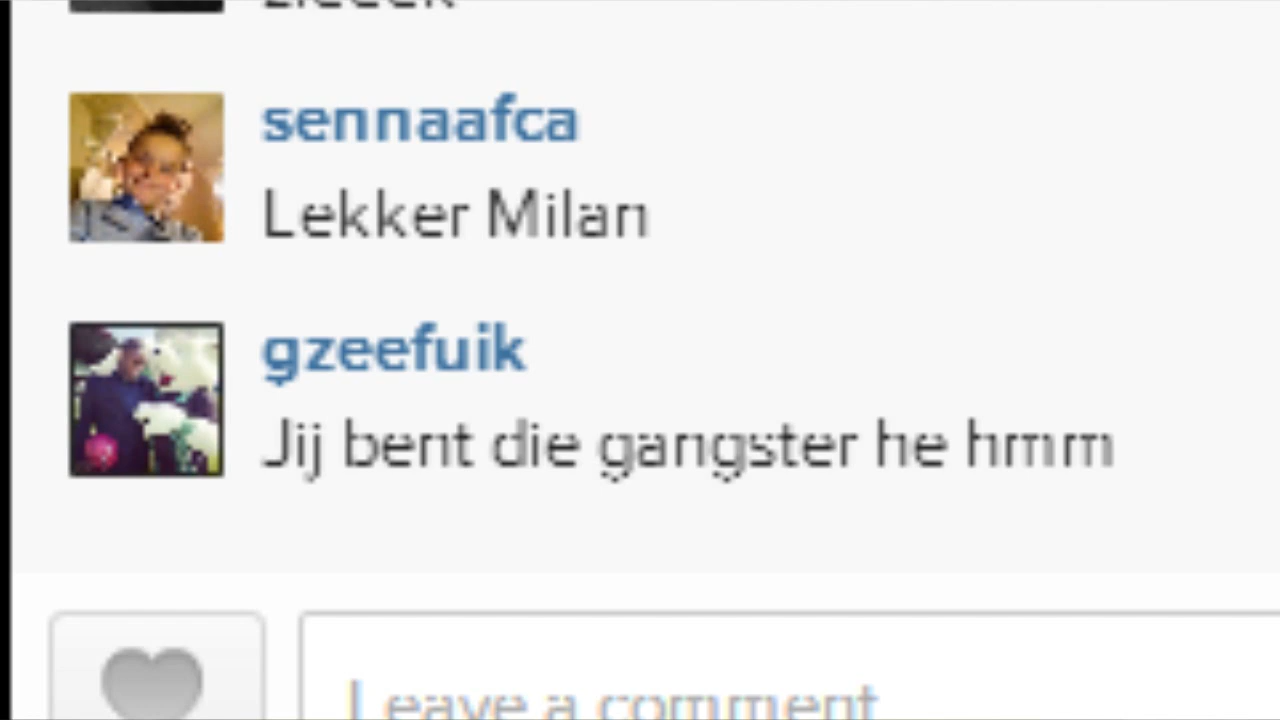 sennaafca
Lekker Milan
gzeefuik
Jij bent die gangster he hmm
Leave a comment